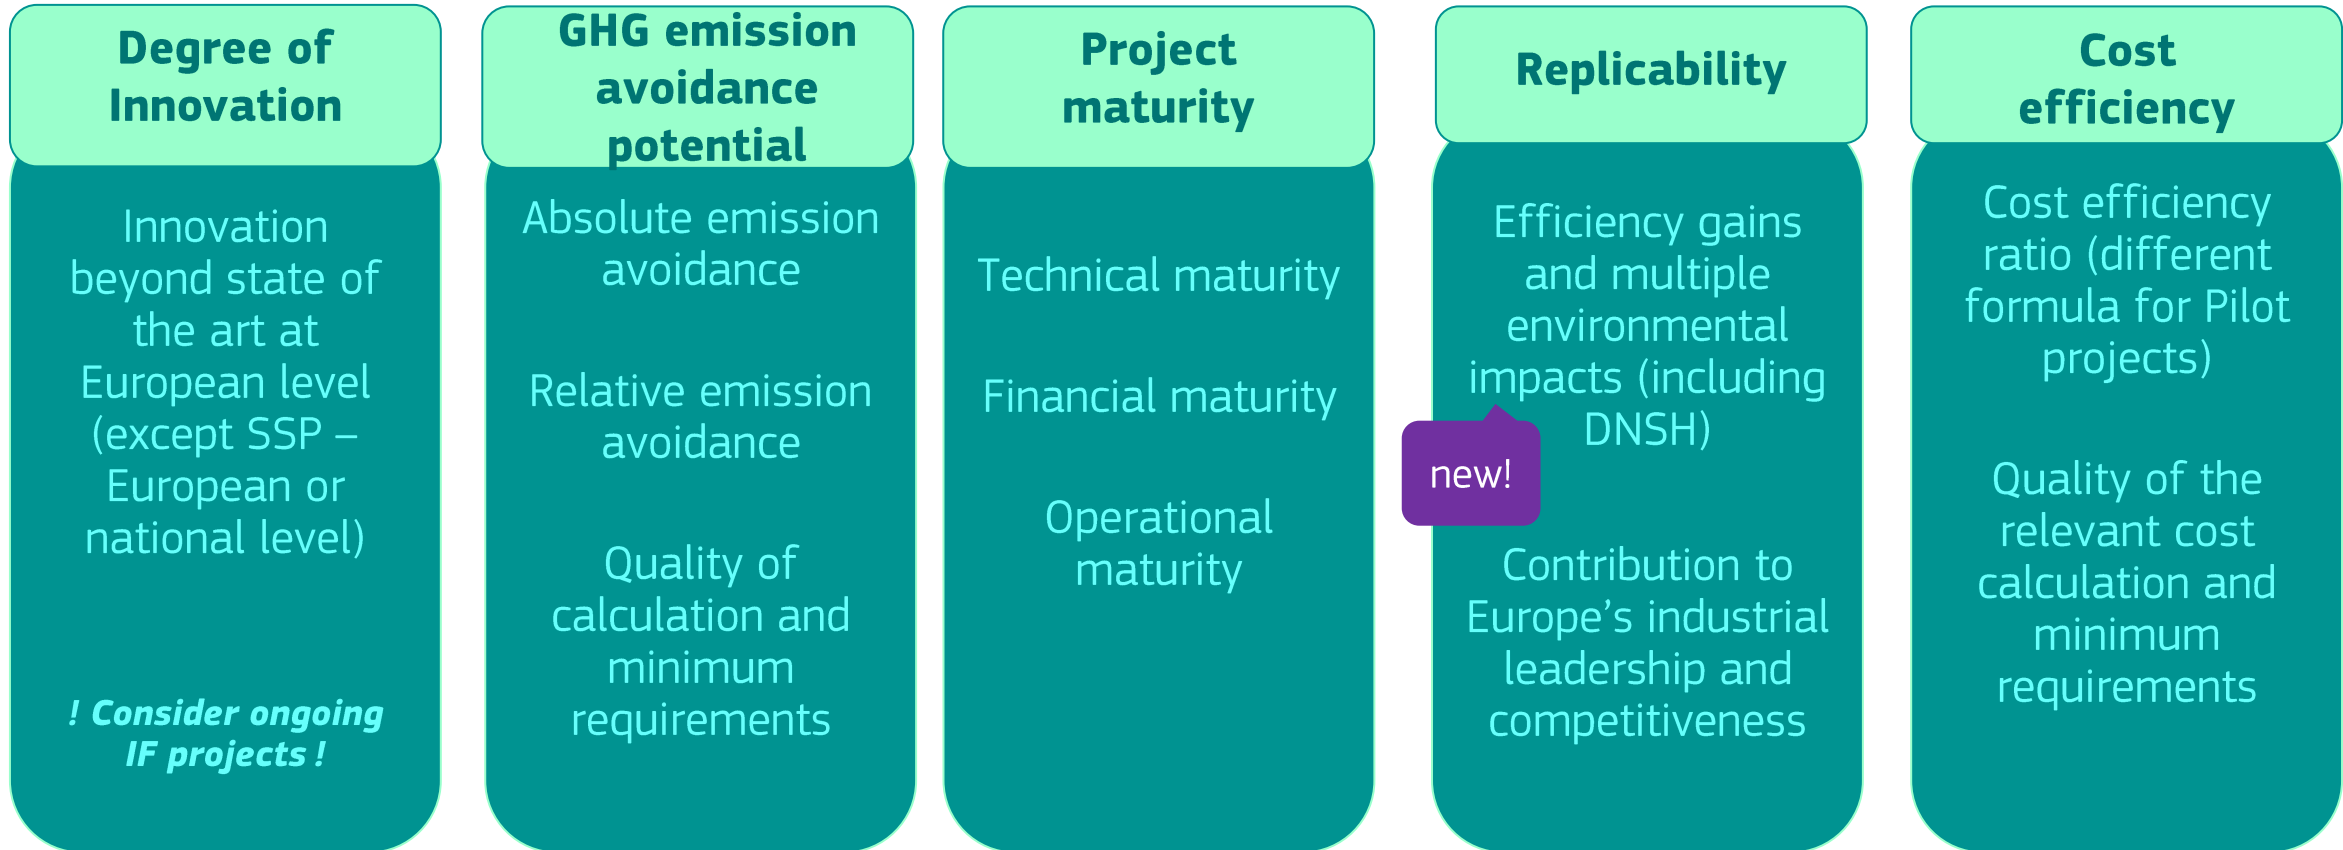 Degree of
Innovation
Innovation
beyond state of
the art at
European level
(except SSP –
European or
national level)
! Consider ongoing
IF projects !
GHG emission
avoidance
potential
Absolute emission
avoidance
Relative emission
avoidance
Quality of
calculation and
minimum
requirements
Project
maturity
Technical maturity
Financial maturity
Operational
maturity
Replicability
Efficiency gains
and multiple
environmental
impacts (including
DNSH)
new!
Contribution to
Europe’s industrial
leadership and
competitiveness
Cost
efficiency
Cost efficiency
ratio (different
formula for Pilot
projects)
Quality of the
relevant cost
calculation and
minimum
requirements